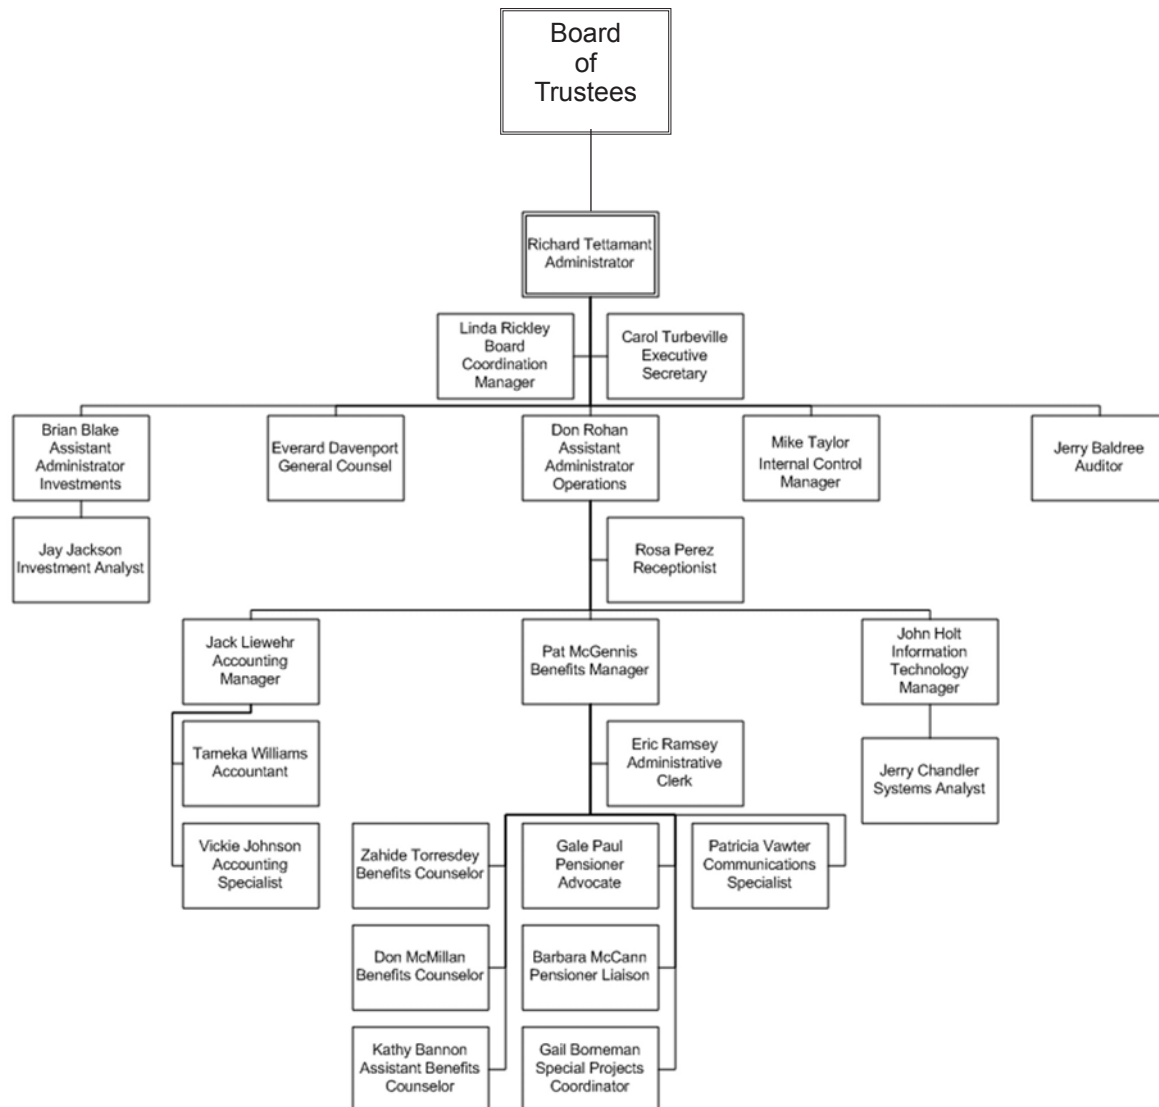 Board
of
Trustees
Richard Tettamant
Administrator
Linda Rickley
Board
Coordination
Manager
Carol Turbeville
Executive
Secretary
Brian Blake
Assistant
Administrator
Investments
Everard Davenport
General Counsel
Don Rohan
Assistant
Administrator
Operations
Mike Taylor
Internal Control
Manager
Jerry Baldree
Auditor
Jay Jackson
Investment Analyst
Rosa Perez
Receptionist
Jack Liewehr
Accounting
Manager
Pat McGennis
Benefits Manager
John Holt
Information
Technology
Manager
Tameka Williams
Accountant
Eric Ramsey
Administrative
Clerk
Jerry Chandler
Systems Analyst
Vickie Johnson
Accounting
Specialist
Zahide Torresdey
Benefits Counselor
Gale Paul
Pensioner
Advocate
Patricia Vawter
Communications
Specialist
Don McMillan
Benefits Counselor
Barbara McCann
Pensioner Liaison
Kathy Bannon
Assistant Benefits
Counselor
Gail Borneman
Special Projects
Coordinator